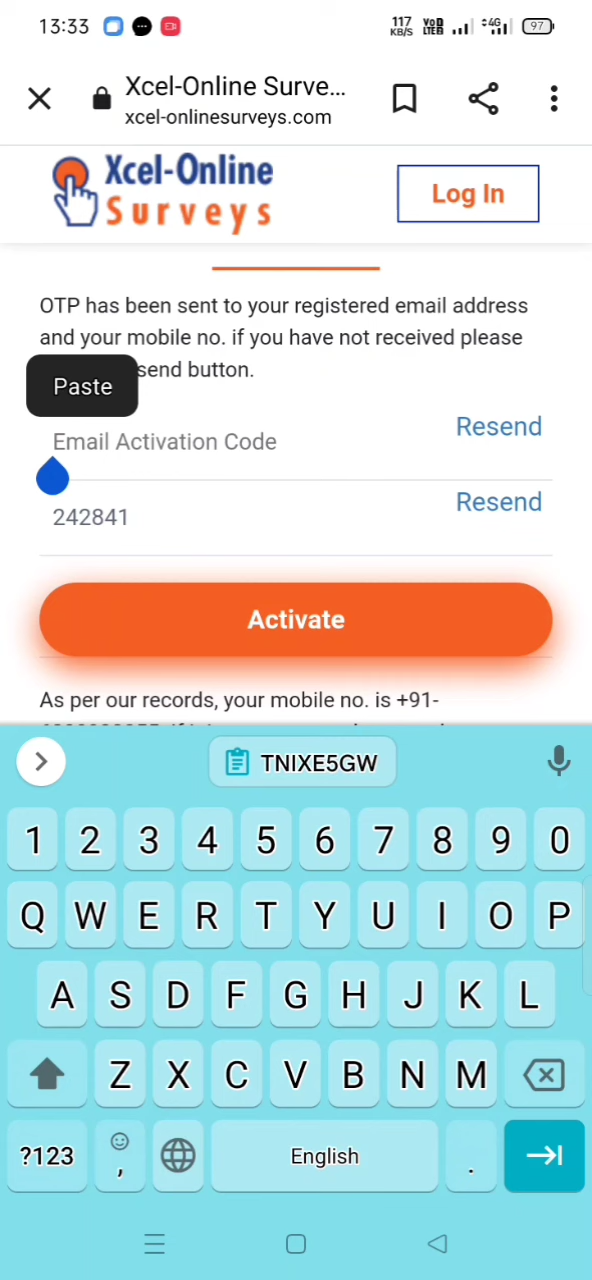 13:33 117 KB/S VoD LTE 4G 97
Xcel-Online Surve...
xcel-onlinesurveys.com
Xcel-Online
Surveys
Log In
OTP has been sent to your registered email address
and your mobile no. if you have not received please
send button.
Paste
Email Activation Code Resend
242841 Resend
Activate
As per our records, your mobile no. is +91-
TNIXE5GW
1 2 3 4 5 6 7 8 9 0
Q W E R T Y U I O P
A S D F G H J K L
Z X C V B N M
?123 , English .